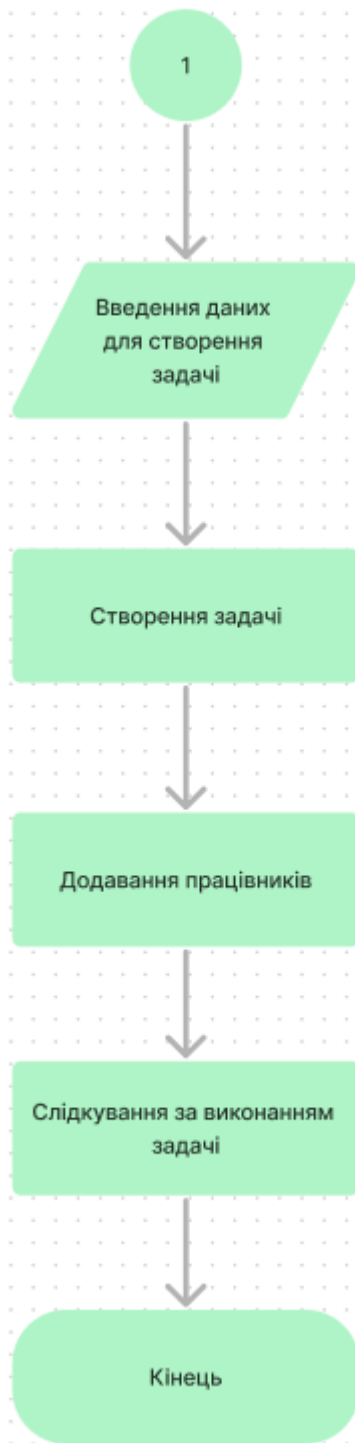 1
Введення даних
для створення
задачі
Створення задачі
Додавання працівників
Слідкування за виконанням
задачі
Кінець